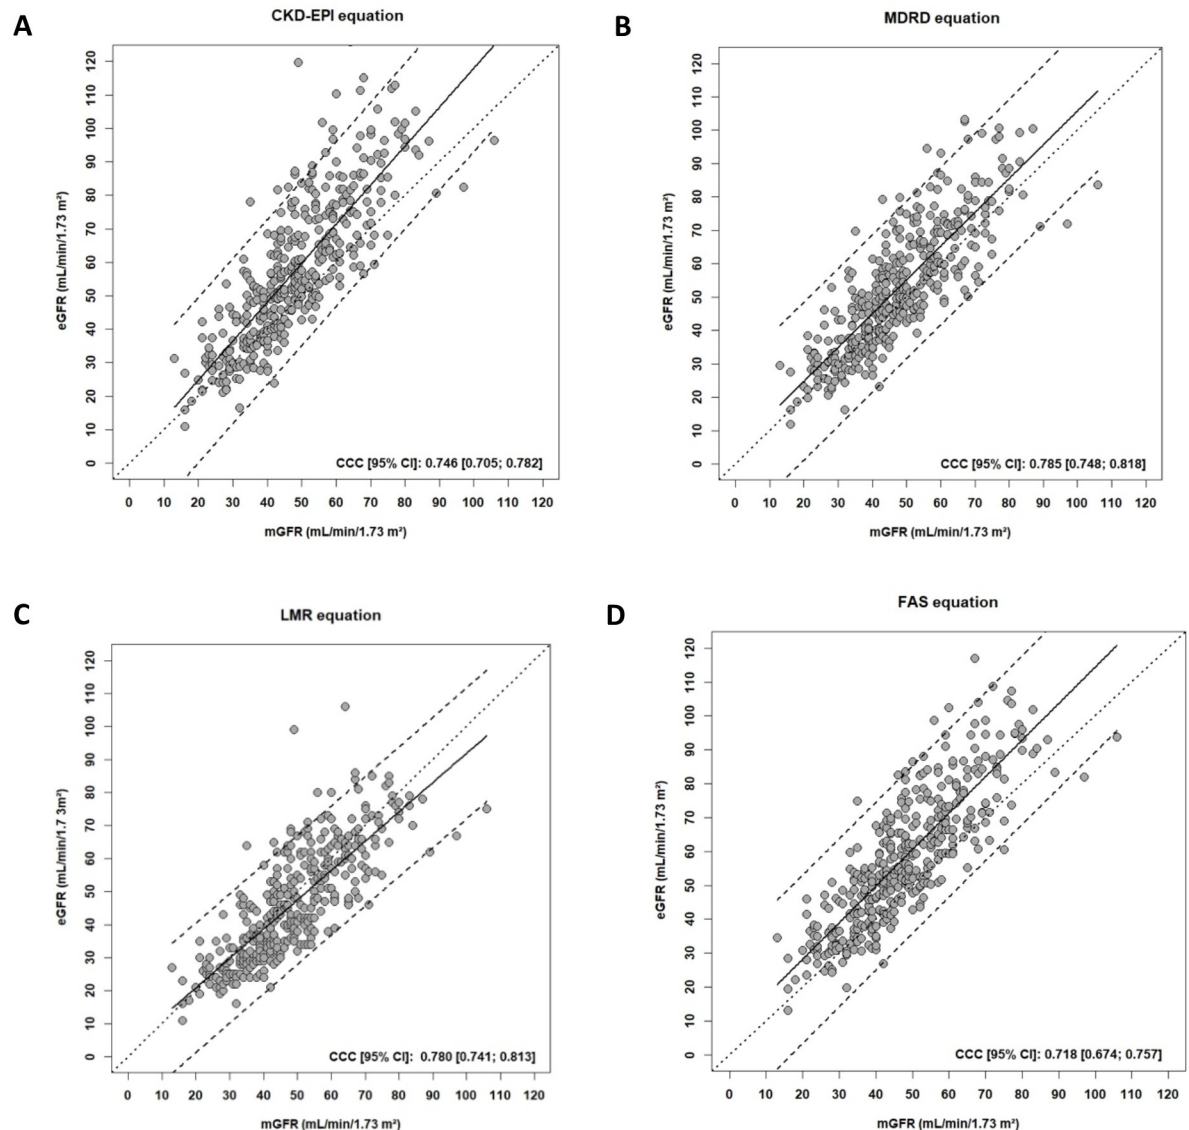 A
CKD-EPI equation
eGFR (mL/min/1.73 m²)
120
110
100
90
80
70
60
50
40
30
20
10
0
CCC [95% CI]: 0.746 [0.705; 0.782]
0 10 20 30 40 50 60 70 80 90 100 110 120
mGFR (mL/min/1.73 m²)
B
MDRD equation
eGFR (mL/min/1.73 m²)
120
110
100
90
80
70
60
50
40
30
20
10
0
CCC [95% CI]: 0.785 [0.748; 0.818]
0 10 20 30 40 50 60 70 80 90 100 110 120
mGFR (mL/min/1.73 m²)
C
LMR equation
eGFR (mL/min/1.7 3m²)
120
110
100
90
80
70
60
50
40
30
20
10
0
CCC [95% CI]: 0.780 [0.741; 0.813]
0 10 20 30 40 50 60 70 80 90 100 110 120
mGFR (mL/min/1.73 m²)
D
FAS equation
eGFR (mL/min/1.73 m²)
120
110
100
90
80
70
60
50
40
30
20
10
0
CCC [95% CI]: 0.718 [0.674; 0.757]
0 10 20 30 40 50 60 70 80 90 100 110 120
mGFR (mL/min/1.73 m²)